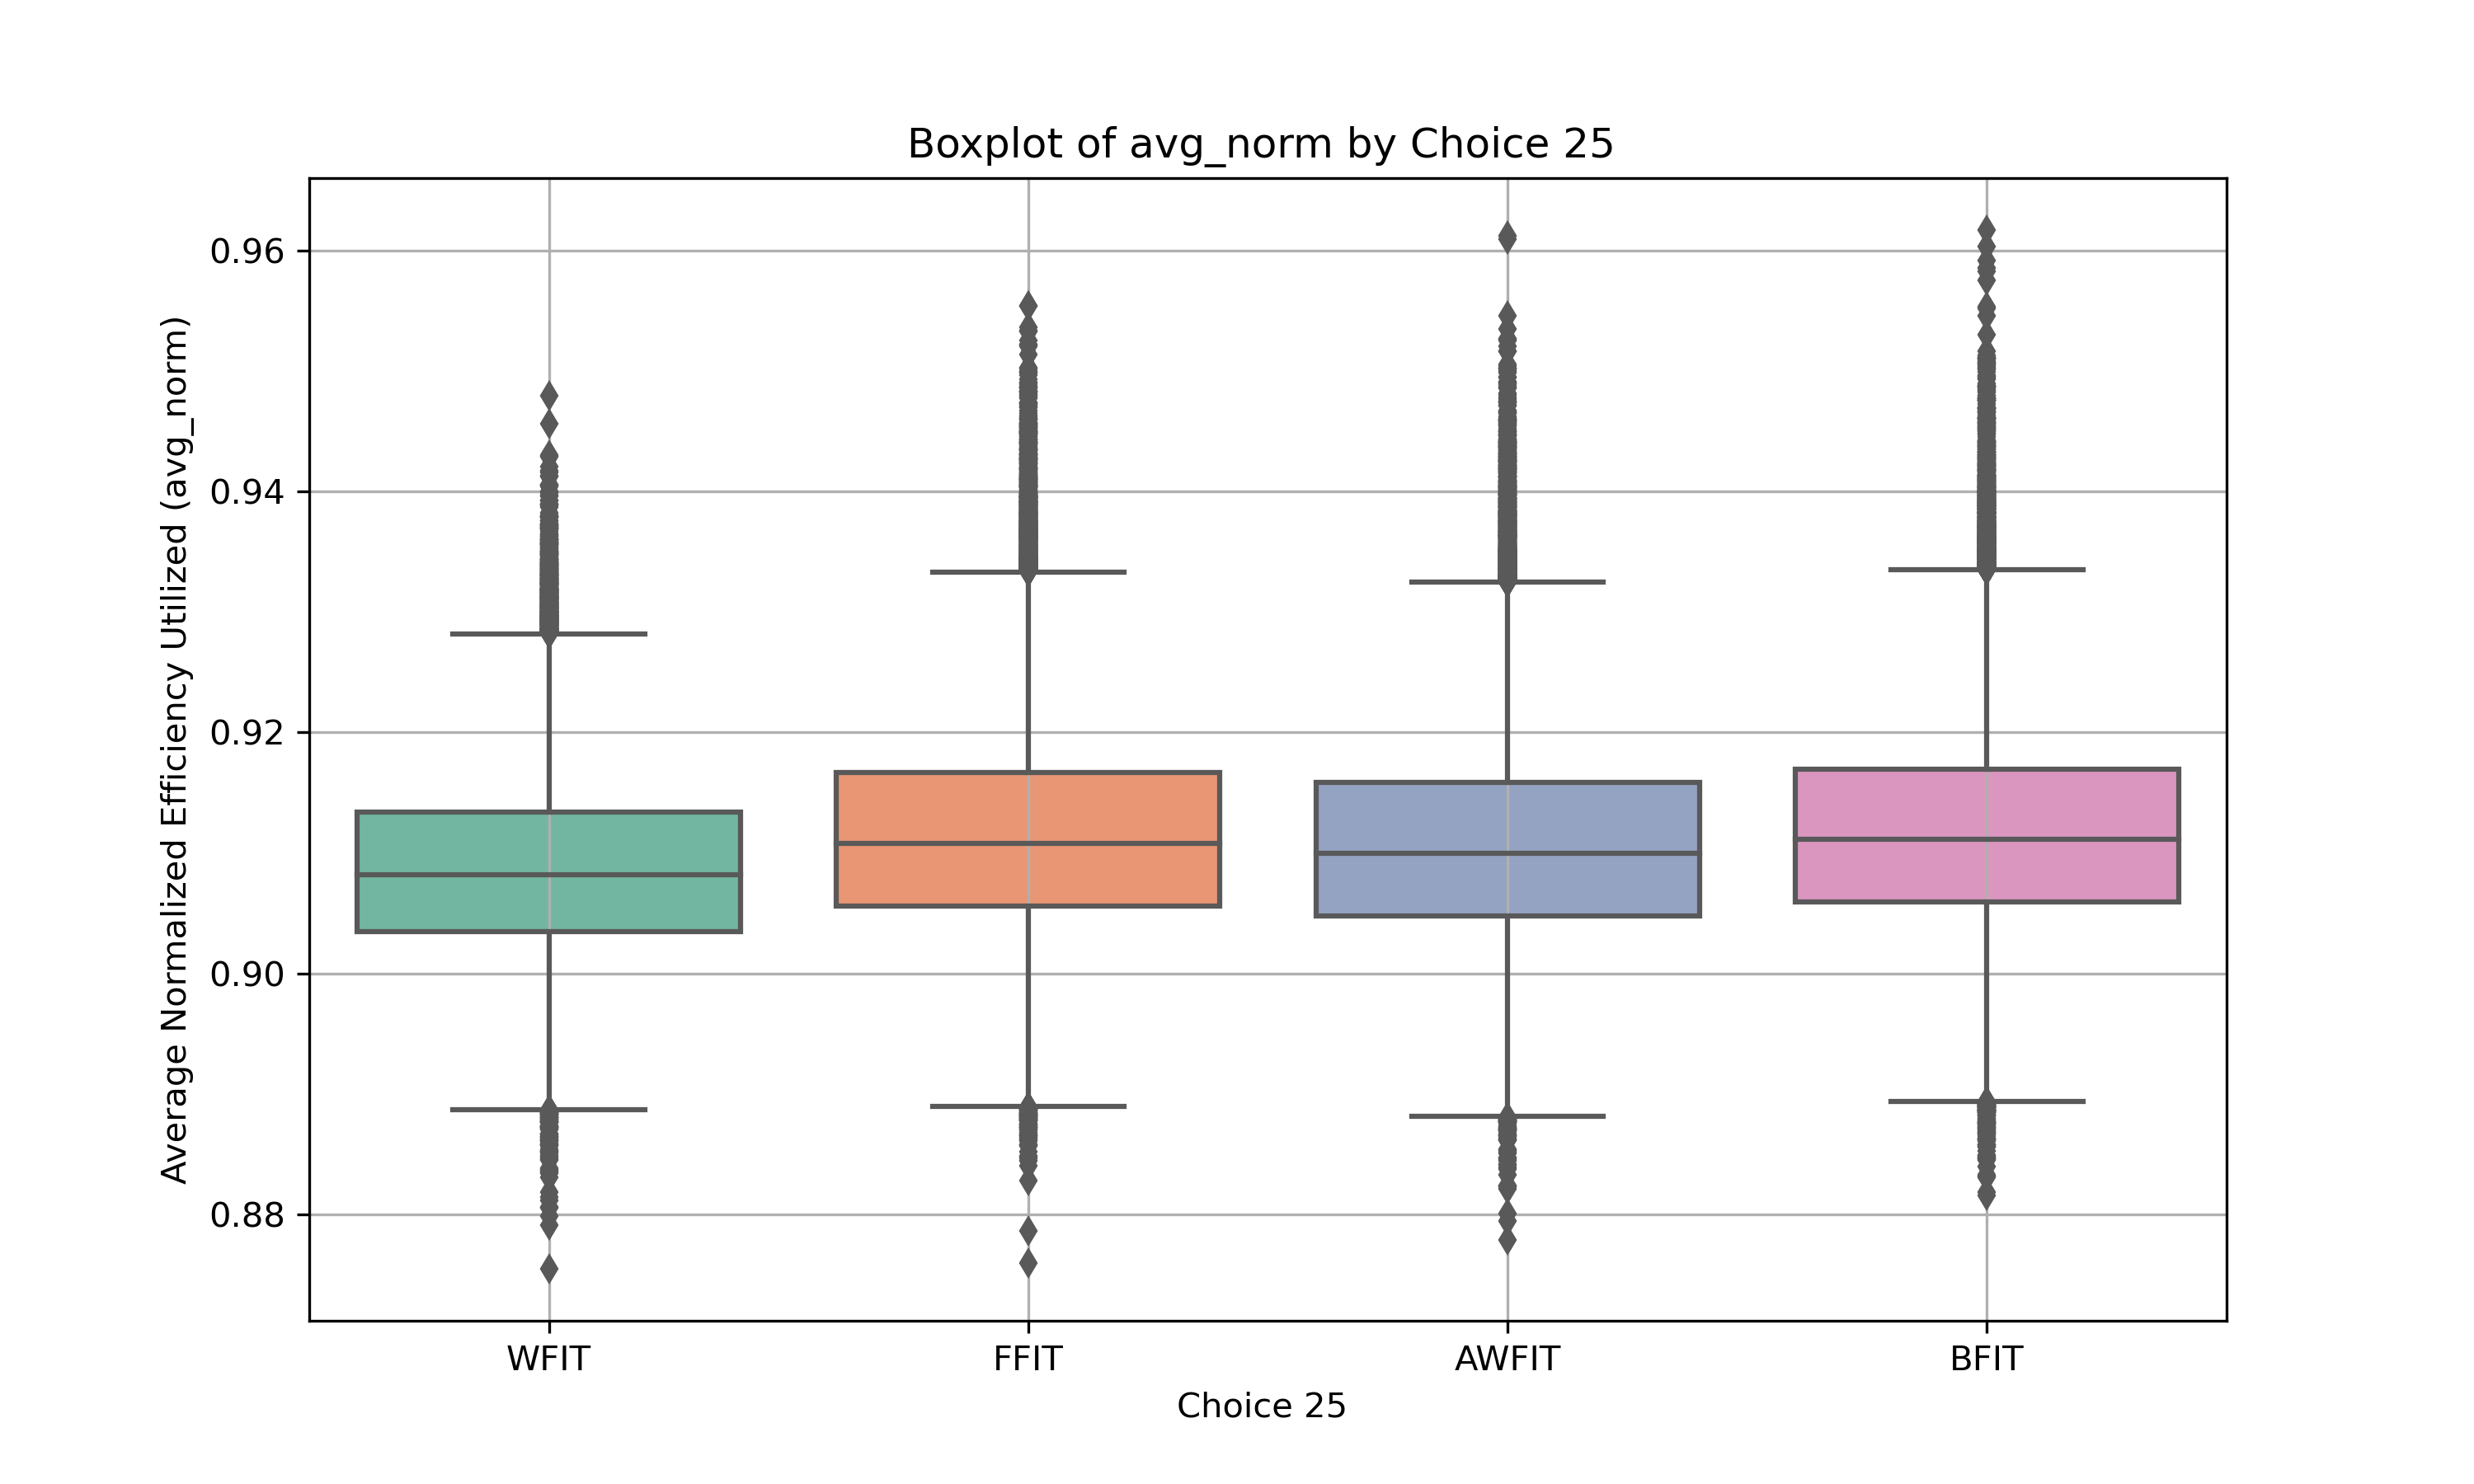 Boxplot of avg_norm by Choice 25
Average Normalized Efficiency Utilized (avg_norm)
0.96
0.94
0.92
0.90
0.88
WFIT
FFIT
AWFIT
BFIT
Choice 25